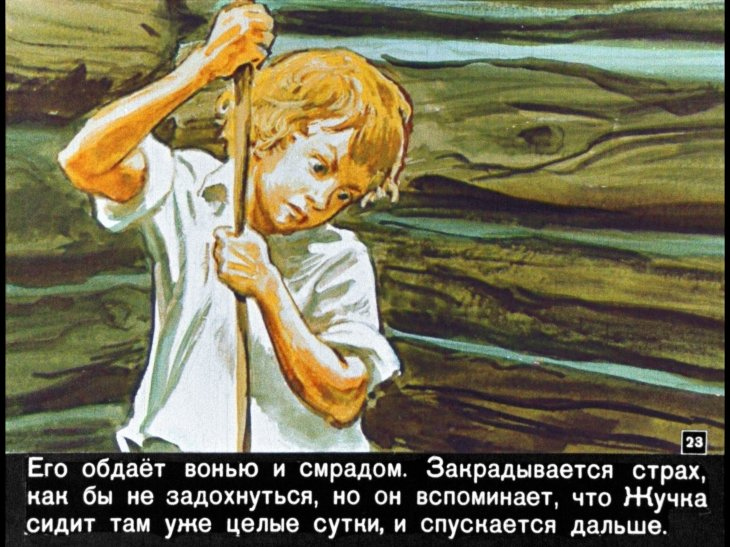 23
Его обдаёт вонью и смрадом. Закрадывается страх,
как бы не задохнуться, но он вспоминает, что Жучка
сидит там уже целые сутки, и спускается дальше.